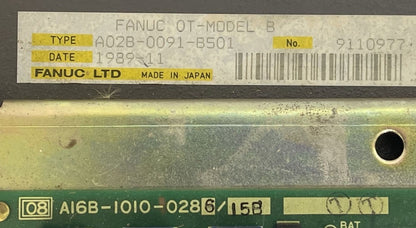 FANUC OT-MODEL B
TYPE A02B-0091-B501 No. 9110977
DATE 1989-11
FANUC LTD MADE IN JAPAN
08 A16B-1010-0286/15B
BAT